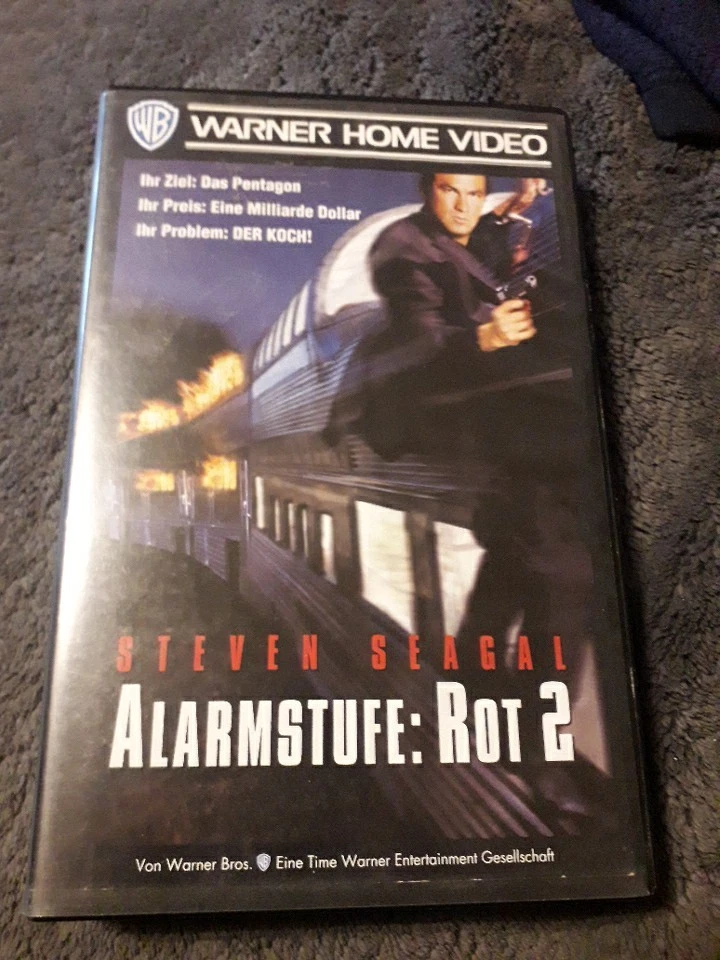 WB WARNER HOME VIDEO
Ihr Ziel: Das Pentagon
Ihr Preis: Eine Milliarde Dollar
Ihr Problem: DER KOCH!
STEVEN SEAGAL
ALARMSTUFE: ROT 2
Von Warner Bros. WB Eine Time Warner Entertainment Gesellschaft